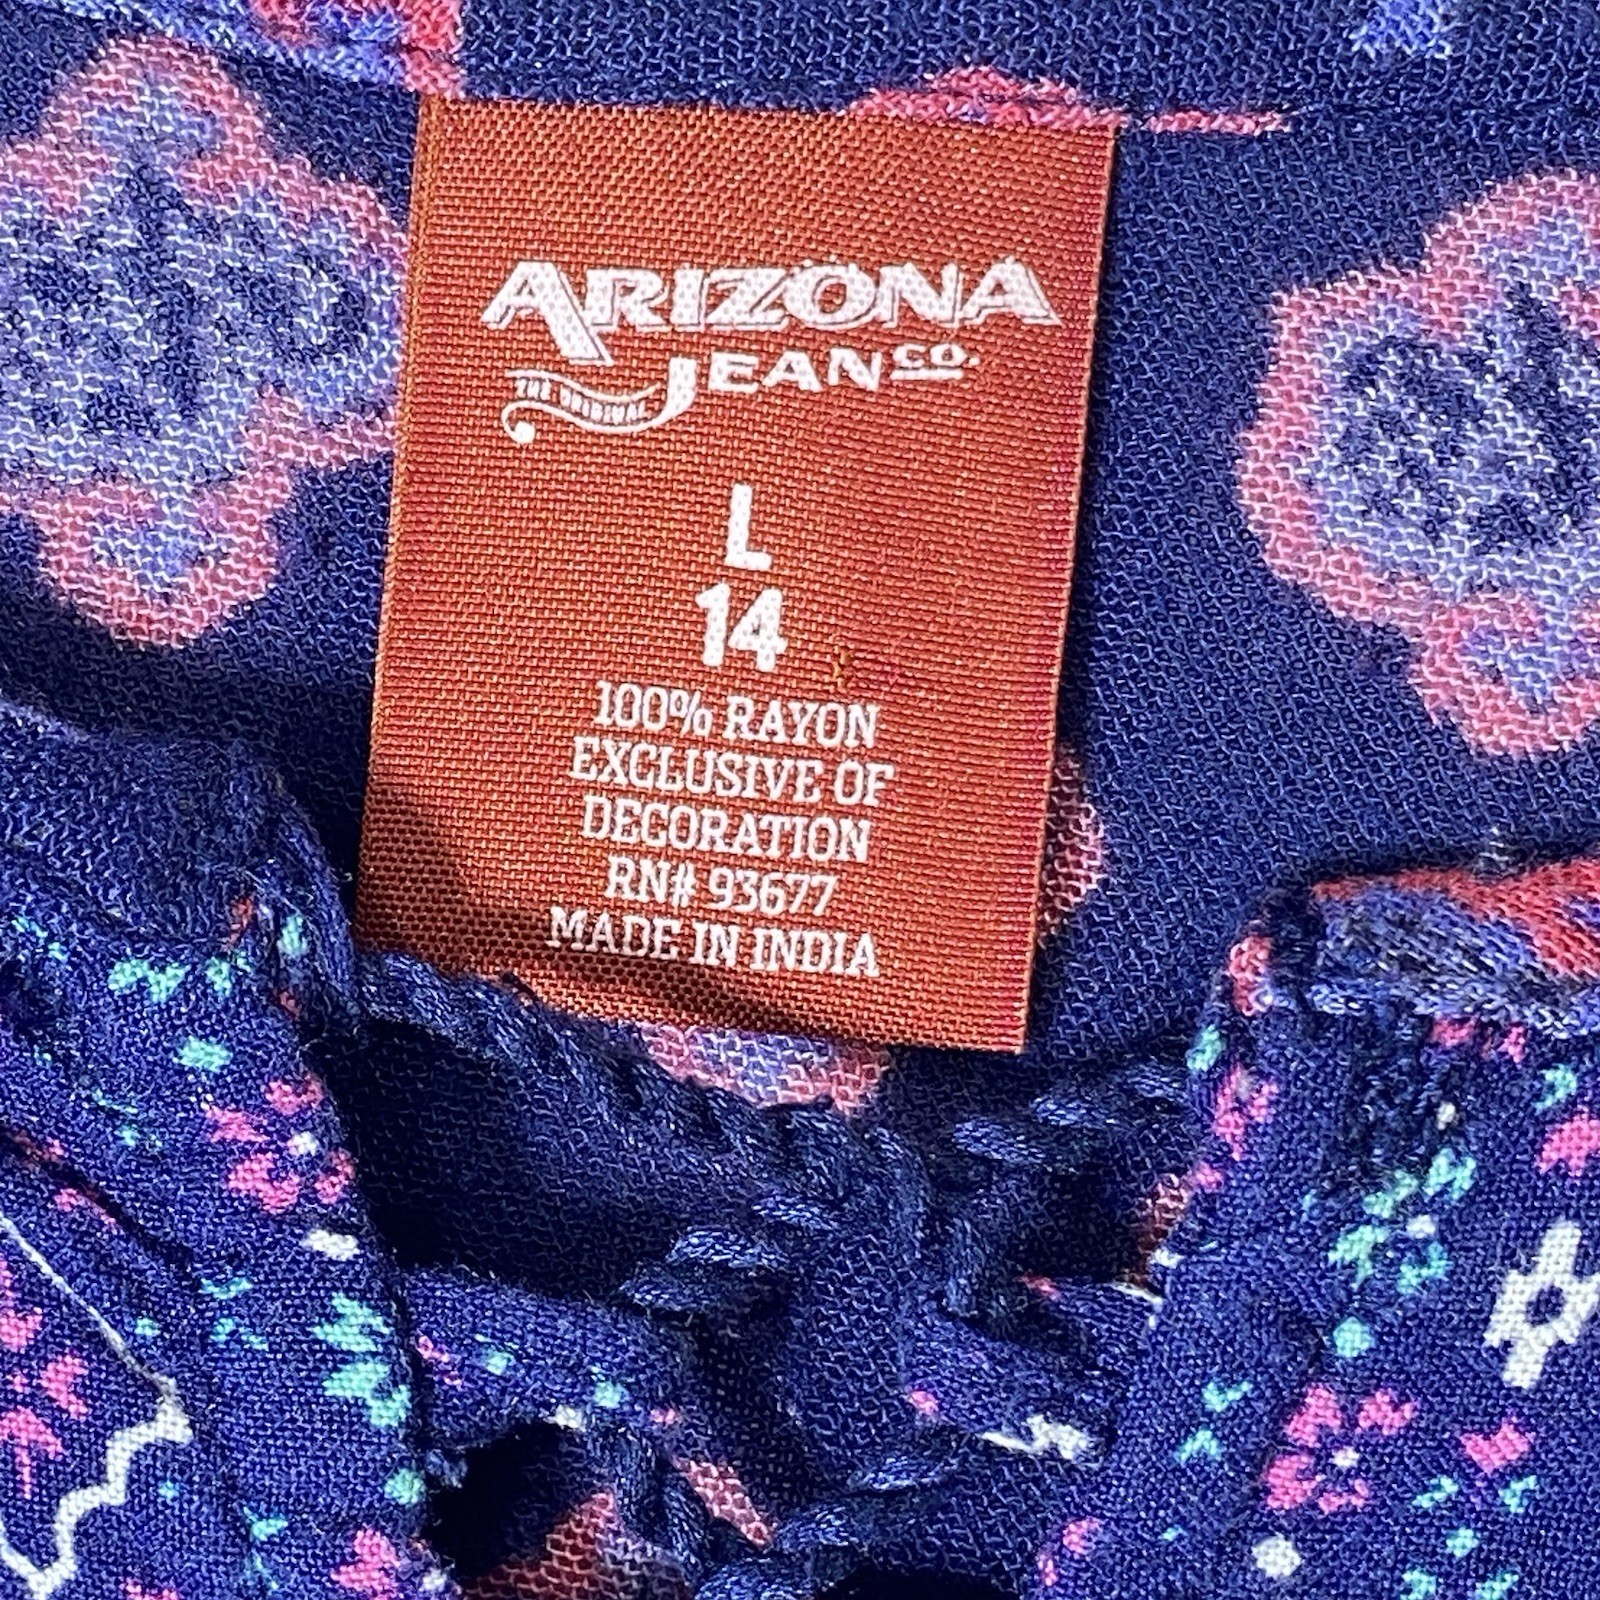 ARIZONA
JEAN CO.
THE ORIGINAL
L
14
100% RAYON
EXCLUSIVE OF
DECORATION
RN# 93677
MADE IN INDIA